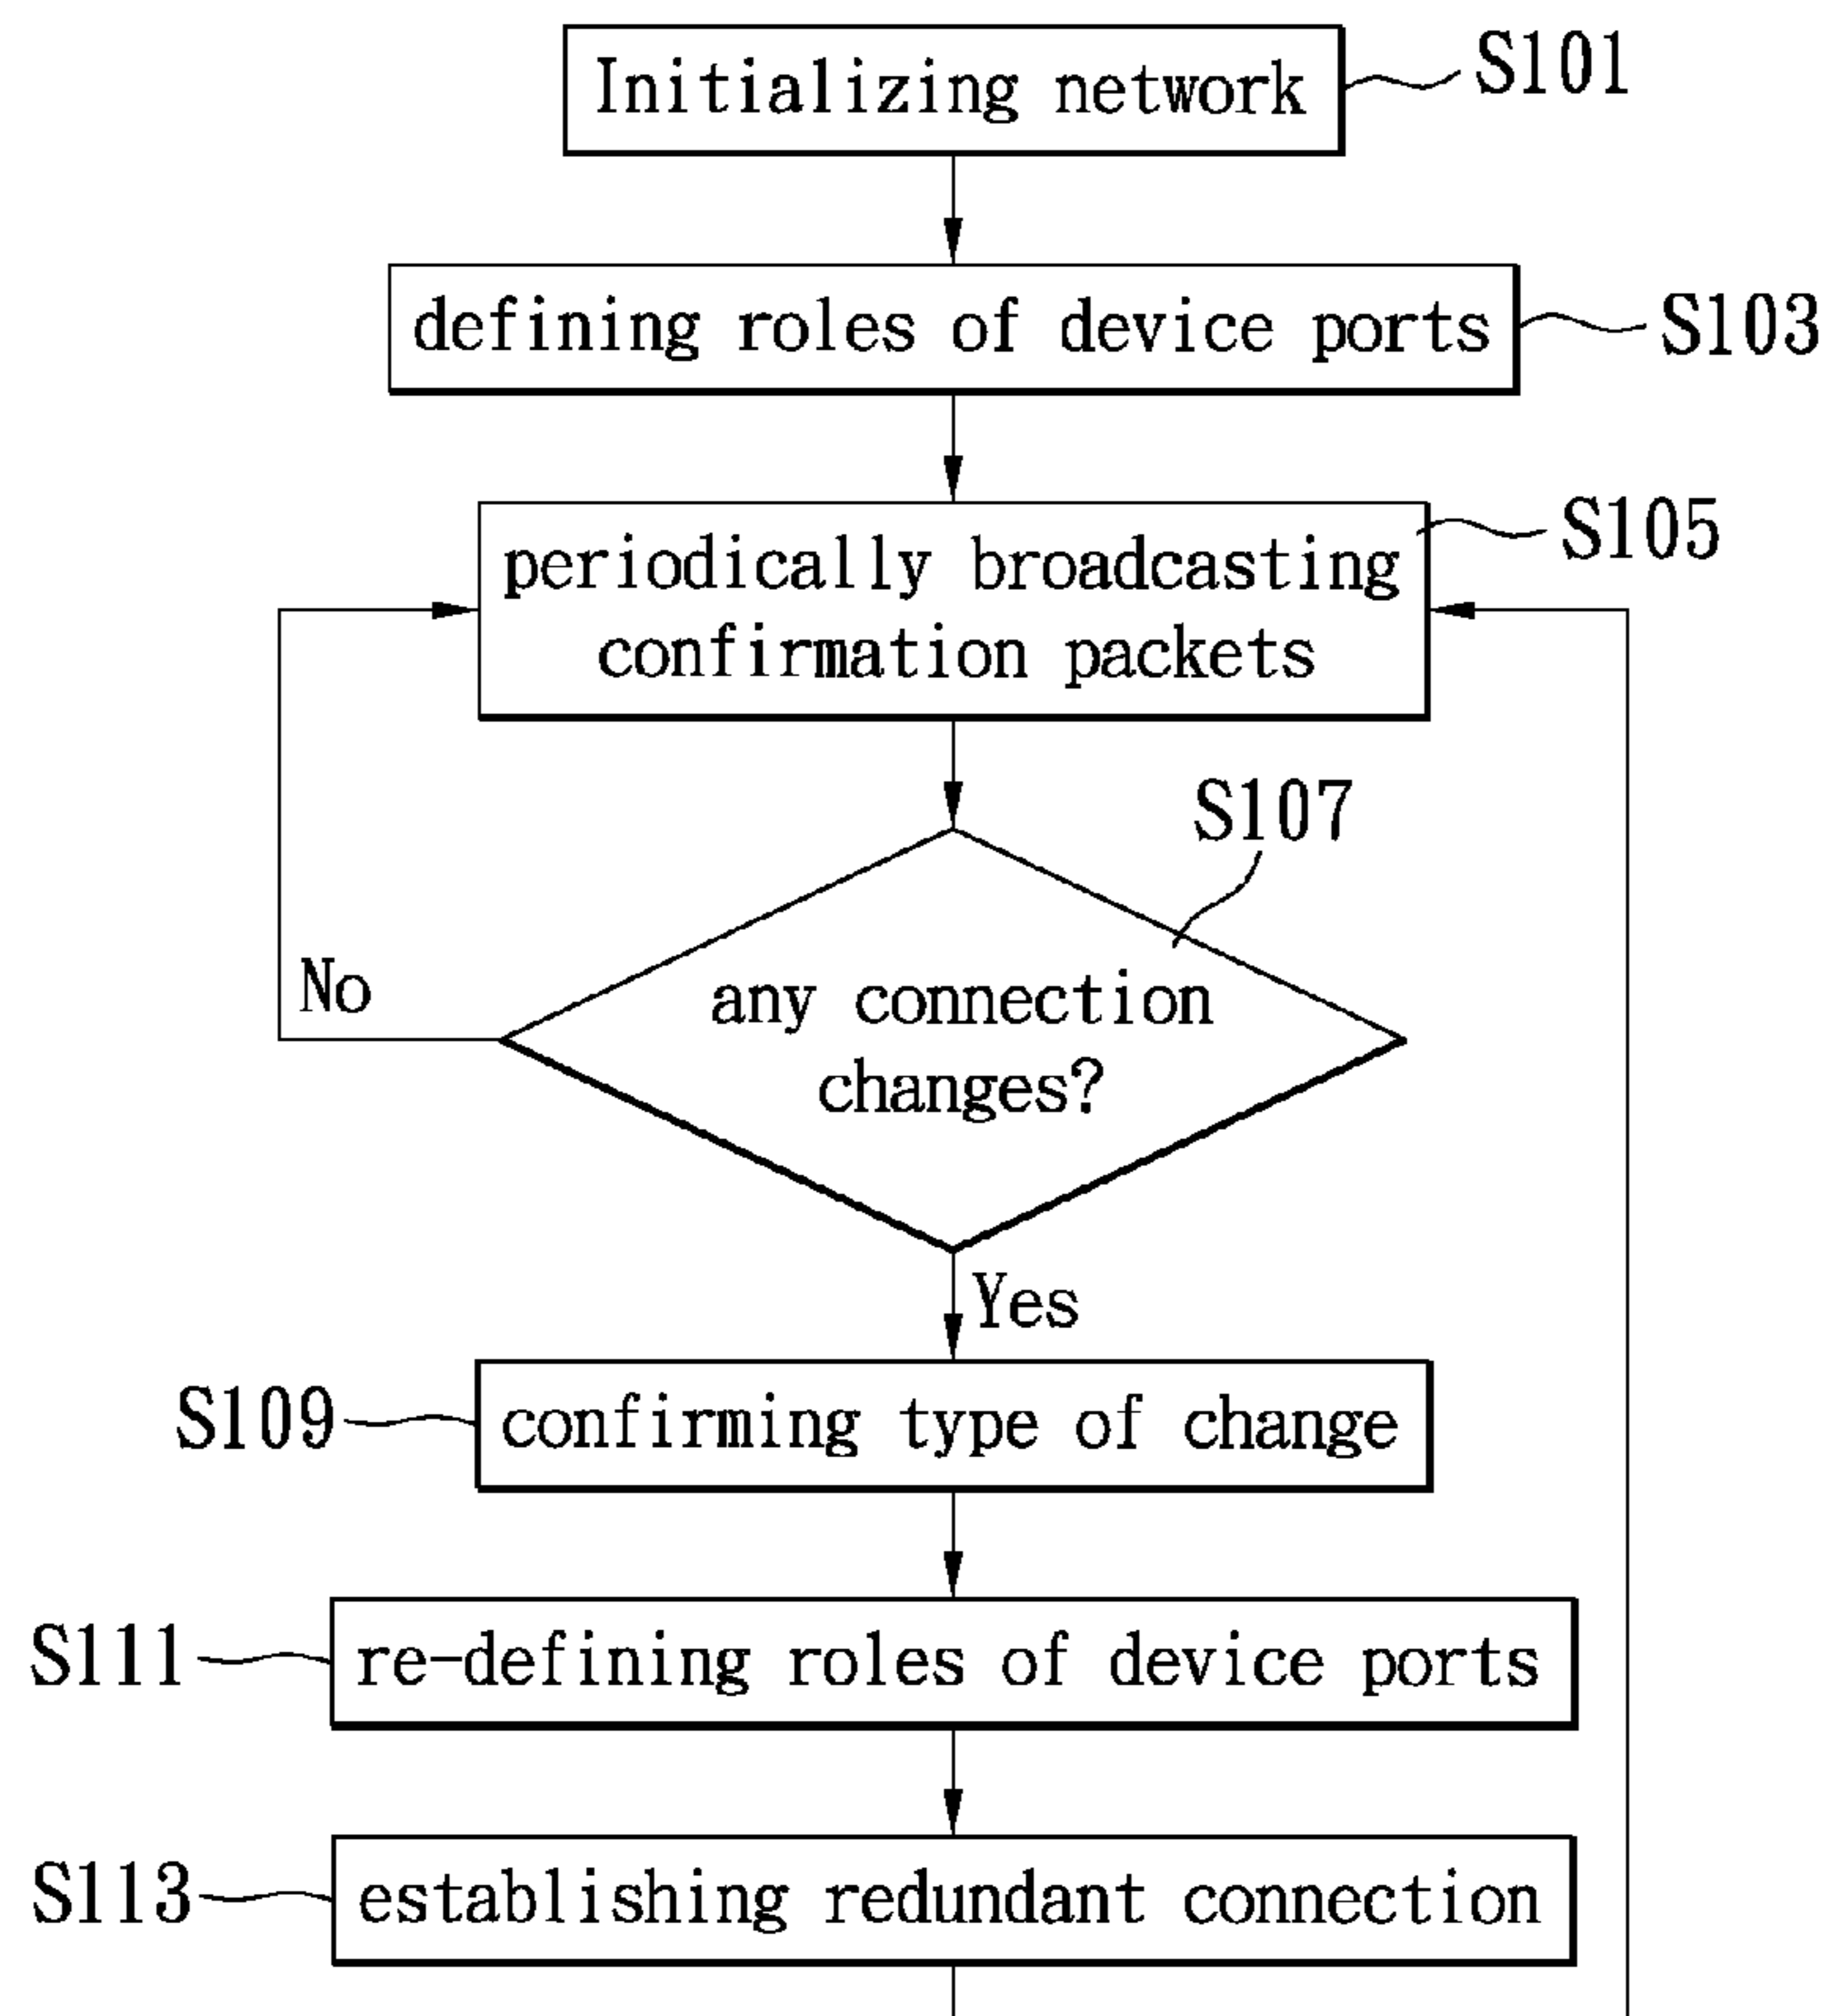 Initializing network
S101
defining roles of device ports
S103
S105
periodically broadcasting
confirmation packets
S107
No
any connection
changes?
Yes
S109
confirming type of change
S111
re-defining roles of device ports
S113
establishing redundant connection